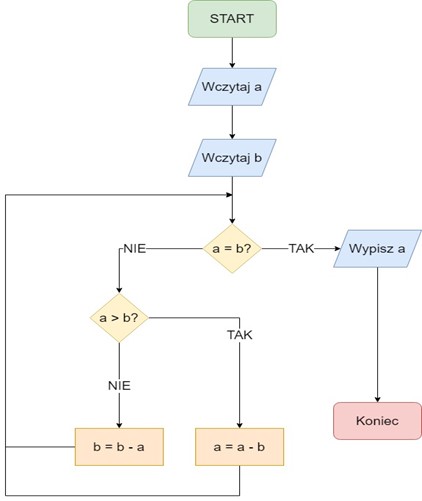 START
Wczytaj a
Wczytaj b
a = b?
NIE
TAK
Wypisz a
a > b?
TAK
NIE
Koniec
b = b - a
a = a - b